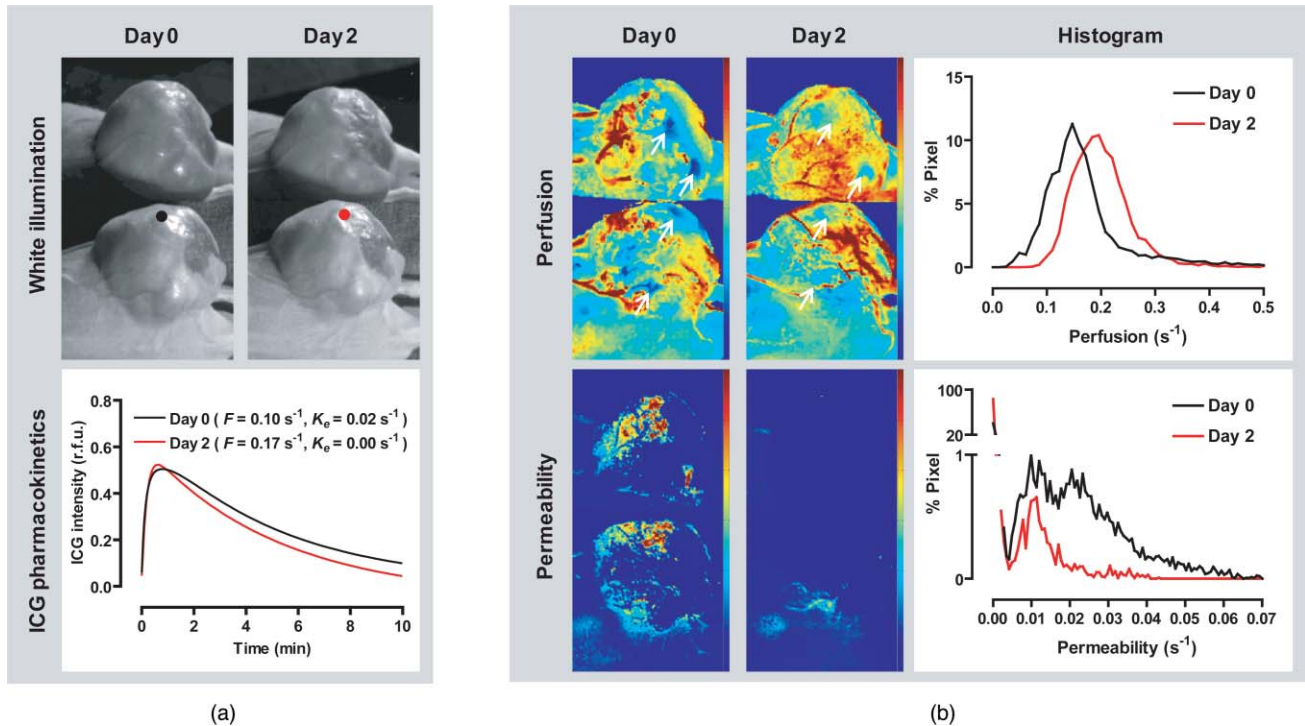 Day 0
Day 2
White illumination
ICG pharmacokinetics
0.8
0.6
0.4
0.2
0.0
ICG intensity (r.f.u.)
Day 0 ( F = 0.10 s⁻¹, Kₑ = 0.02 s⁻¹ )
Day 2 ( F = 0.17 s⁻¹, Kₑ = 0.00 s⁻¹ )
0 2 4 6 8 10
Time (min)
(a)
Day 0
Day 2
Histogram
Perfusion
15
10
5
0
% Pixel
Day 0
Day 2
0.0 0.1 0.2 0.3 0.4 0.5
Perfusion (s⁻¹)
Permeability
100
20
1
0
% Pixel
Day 0
Day 2
0.00 0.01 0.02 0.03 0.04 0.05 0.06 0.07
Permeability (s⁻¹)
(b)